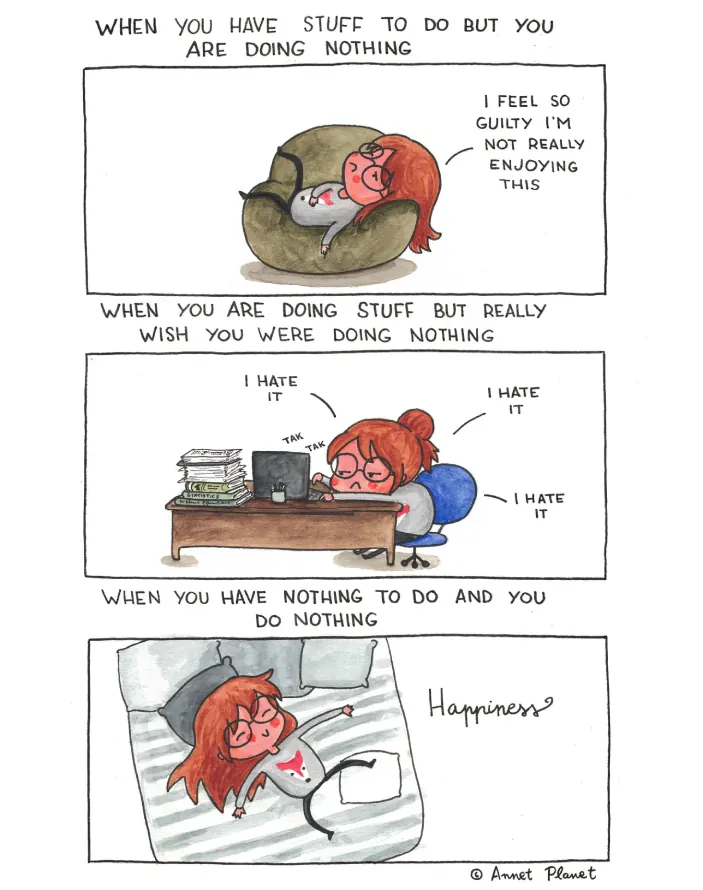 WHEN YOU HAVE STUFF TO DO BUT YOU
ARE DOING NOTHING
I FEEL SO
GUILTY I'M
NOT REALLY
ENJOYING
THIS
WHEN YOU ARE DOING STUFF BUT REALLY
WISH YOU WERE DOING NOTHING
I HATE
IT
TAK
TAK
I HATE
IT
I HATE
IT
STATISTICS
WHEN YOU HAVE NOTHING TO DO AND YOU
DO NOTHING
Happiness
© Annet Planet